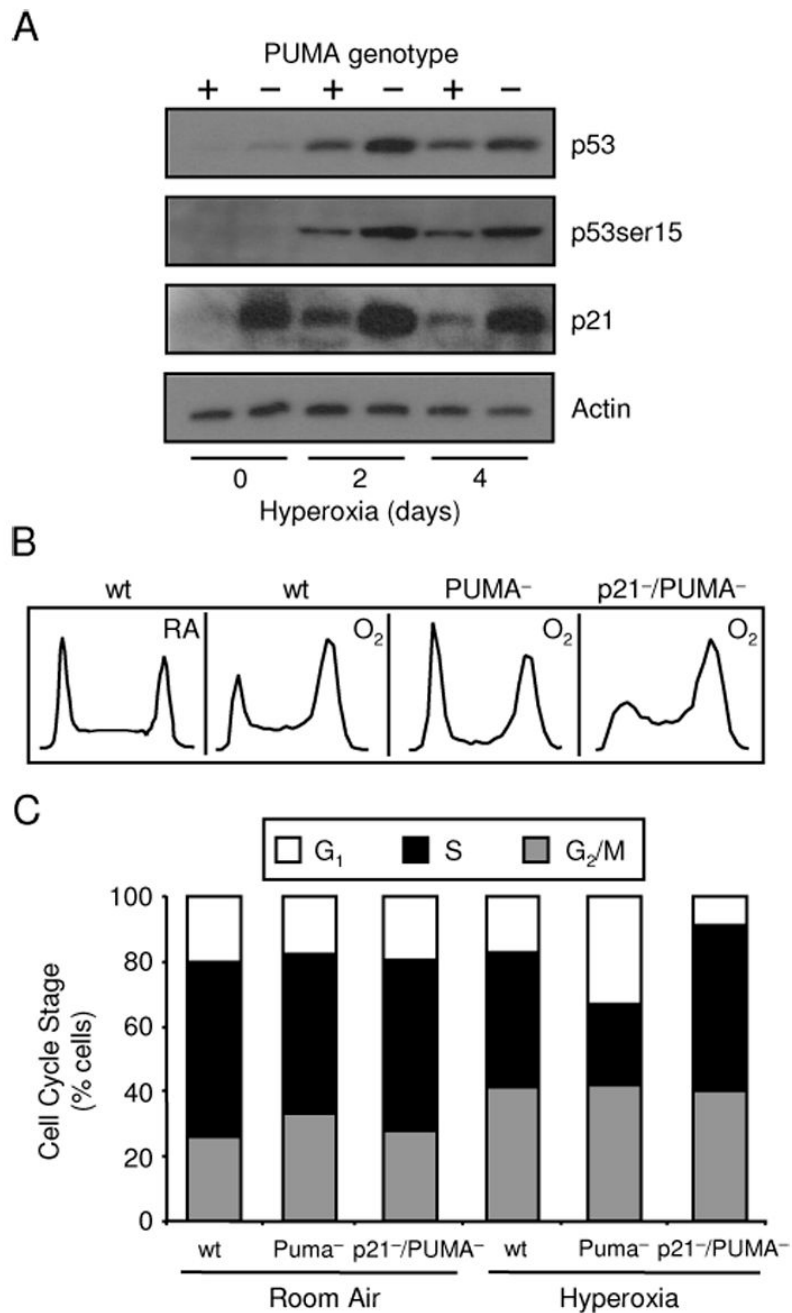 A
PUMA genotype
+ − + − + −
p53
p53ser15
p21
Actin
0 2 4
Hyperoxia (days)
B
wt wt PUMA⁻ p21⁻/PUMA⁻
RA O₂ O₂ O₂
C
G₁ S G₂/M
100
80
60
40
20
0
Cell Cycle Stage
(% cells)
wt Puma⁻ p21⁻/PUMA⁻ wt Puma⁻ p21⁻/PUMA⁻
Room Air Hyperoxia